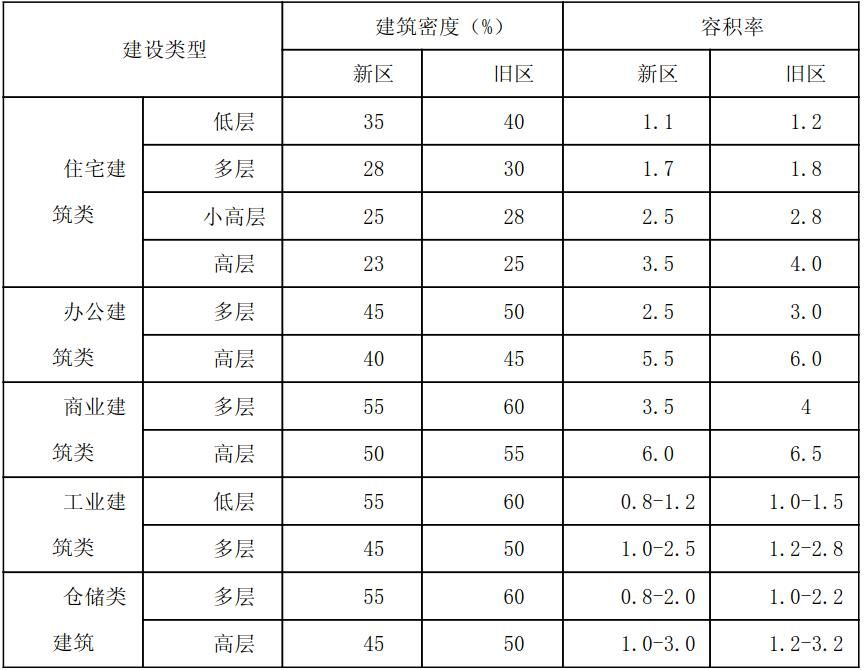 建设类型 建筑密度（%） 容积率
新区 旧区 新区 旧区
住宅建筑类 低层 35 40 1.1 1.2
多层 28 30 1.7 1.8
小高层 25 28 2.5 2.8
高层 23 25 3.5 4.0
办公建筑类 多层 45 50 2.5 3.0
高层 40 45 5.5 6.0
商业建筑类 多层 55 60 3.5 4
高层 50 55 6.0 6.5
工业建筑类 低层 55 60 0.8-1.2 1.0-1.5
多层 45 50 1.0-2.5 1.2-2.8
仓储类建筑 多层 55 60 0.8-2.0 1.0-2.2
高层 45 50 1.0-3.0 1.2-3.2